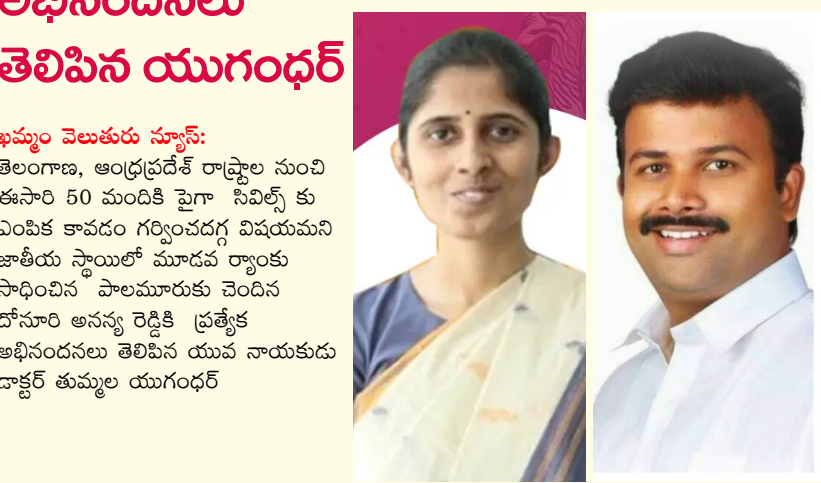 అభినందనలు
తెలిపిన యుగంధర్
ఖమ్మం వెలుతురు న్యూస్:
తెలంగాణ, ఆంధ్రప్రదేశ్ రాష్ట్రాల నుంచి
ఈసారి 50 మందికి పైగా సివిల్స్ కు
ఎంపిక కావడం గర్వించదగ్గ విషయమని
జాతీయ స్థాయిలో మూడవ ర్యాంకు
సాధించిన పాలమూరుకు చెందిన
దోనూరి అనన్య రెడ్డికి ప్రత్యేక
అభినందనలు తెలిపిన యువ నాయకుడు
డాక్టర్ తుమ్మల యుగంధర్